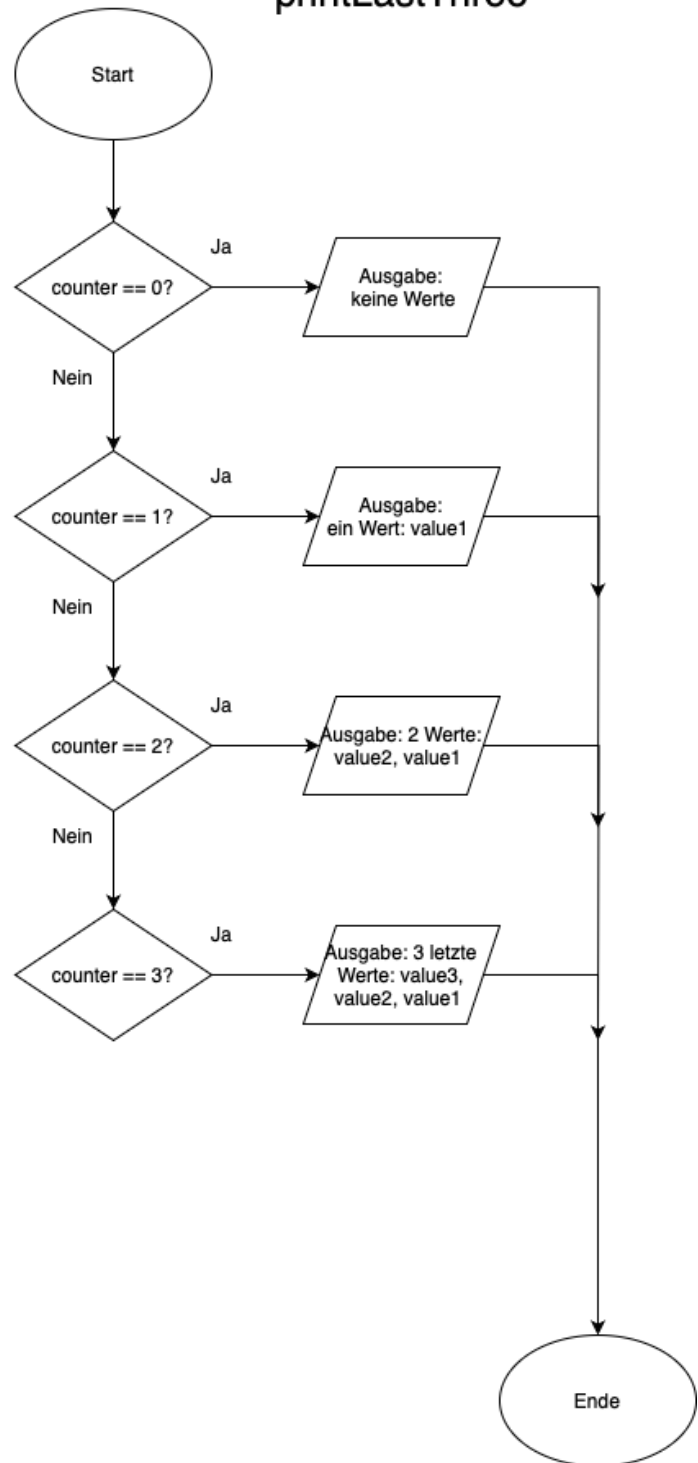 printLastThree
Start
counter == 0?
Ja
Ausgabe:
keine Werte
Nein
counter == 1?
Ja
Ausgabe:
ein Wert: value1
Nein
counter == 2?
Ja
Ausgabe: 2 Werte:
value2, value1
Nein
counter == 3?
Ja
Ausgabe: 3 letzte
Werte: value3,
value2, value1
Ende